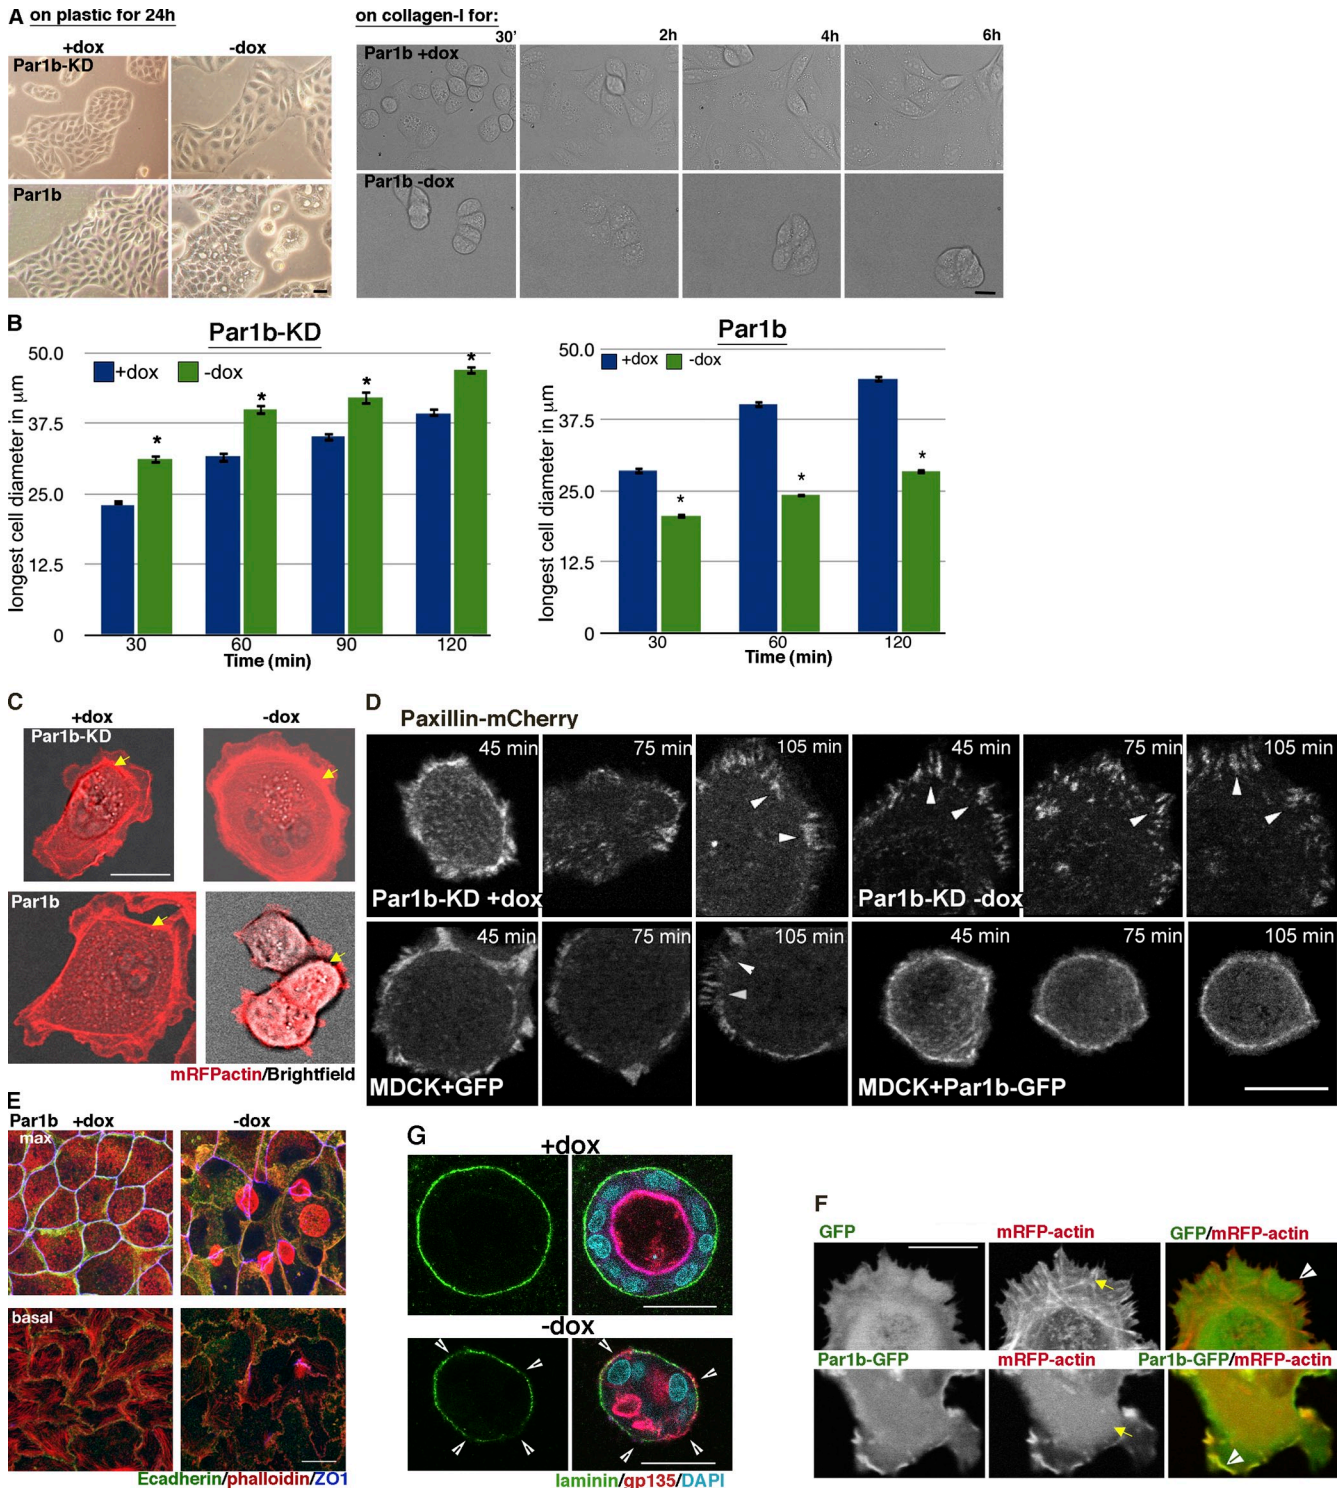 A on plastic for 24h
+dox -dox
Par1b-KD
Par1b
on collagen-I for:
30' 2h 4h 6h
Par1b +dox
Par1b -dox
B
Par1b-KD
+dox -dox
longest cell diameter in μm
50.0
37.5
25.0
12.5
0
* * * *
30 60 90 120
Time (min)
Par1b
+dox -dox
longest cell diameter in μm
50.0
37.5
25.0
12.5
0
* * *
30 60 120
Time (min)
C
+dox -dox
Par1b-KD
Par1b
mRFPactin/Brightfield
D
Paxillin-mCherry
45 min 75 min 105 min 45 min 75 min 105 min
Par1b-KD +dox Par1b-KD -dox
45 min 75 min 105 min 45 min 75 min 105 min
MDCK+GFP MDCK+Par1b-GFP
E
Par1b +dox -dox
max
basal
Ecadherin/phalloidin/ZO1
G
+dox
-dox
laminin/gp135/DAPI
F
GFP mRFP-actin GFP/mRFP-actin
Par1b-GFP mRFP-actin Par1b-GFP/mRFP-actin